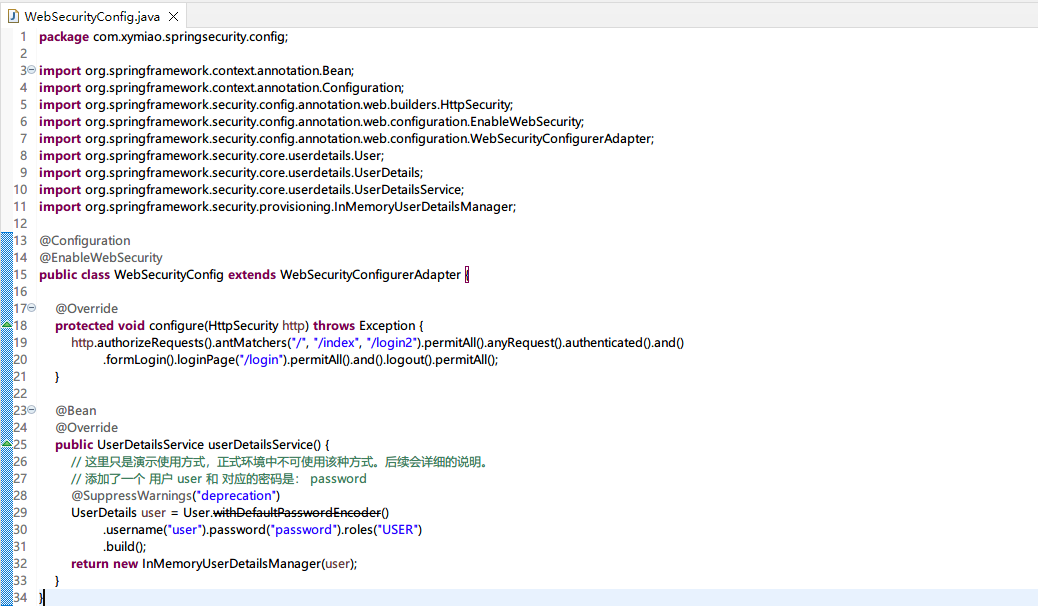 WebSecurityConfig.java
1 package com.xymiao.springsecurity.config;
2
3 import org.springframework.context.annotation.Bean;
4 import org.springframework.context.annotation.Configuration;
5 import org.springframework.security.config.annotation.web.builders.HttpSecurity;
6 import org.springframework.security.config.annotation.web.configuration.EnableWebSecurity;
7 import org.springframework.security.config.annotation.web.configuration.WebSecurityConfigurerAdapter;
8 import org.springframework.security.core.userdetails.User;
9 import org.springframework.security.core.userdetails.UserDetails;
10 import org.springframework.security.core.userdetails.UserDetailsService;
11 import org.springframework.security.provisioning.InMemoryUserDetailsManager;
12
13 @Configuration
14 @EnableWebSecurity
15 public class WebSecurityConfig extends WebSecurityConfigurerAdapter {
16
17 @Override
18 protected void configure(HttpSecurity http) throws Exception {
19 http.authorizeRequests().antMatchers("/", "/index", "/login2").permitAll().anyRequest().authenticated().and()
20 .formLogin().loginPage("/login").permitAll().and().logout().permitAll();
21 }
22
23 @Bean
24 @Override
25 public UserDetailsService userDetailsService() {
26 // 这里只是演示使用方式，正式环境中不可使用该种方式。后续会详细的说明。
27 // 添加了一个 用户 user 和 对应的密码是： password
28 @SuppressWarnings("deprecation")
29 UserDetails user = User.withDefaultPasswordEncoder()
30 .username("user").password("password").roles("USER")
31 .build();
32 return new InMemoryUserDetailsManager(user);
33 }
34 }